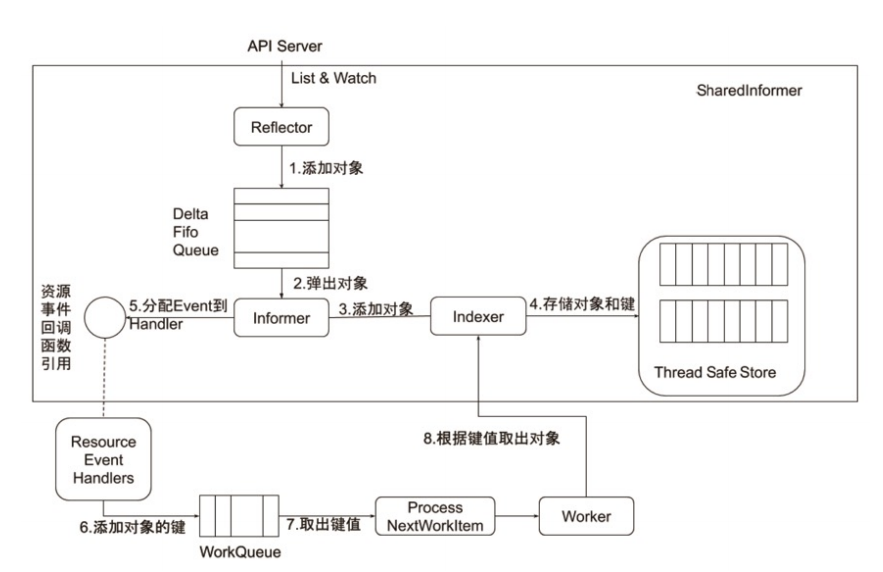 API Server
List & Watch
SharedInformer
Reflector
1.添加对象
Delta
Fifo
Queue
2.弹出对象
资源
事件
回调
函数
引用
5.分配Event到
Handler
Informer
3.添加对象
Indexer
4.存储对象和键
Thread Safe Store
Resource
Event
Handlers
8.根据键值取出对象
6.添加对象的键
WorkQueue
7.取出键值
Process
NextWorkItem
Worker